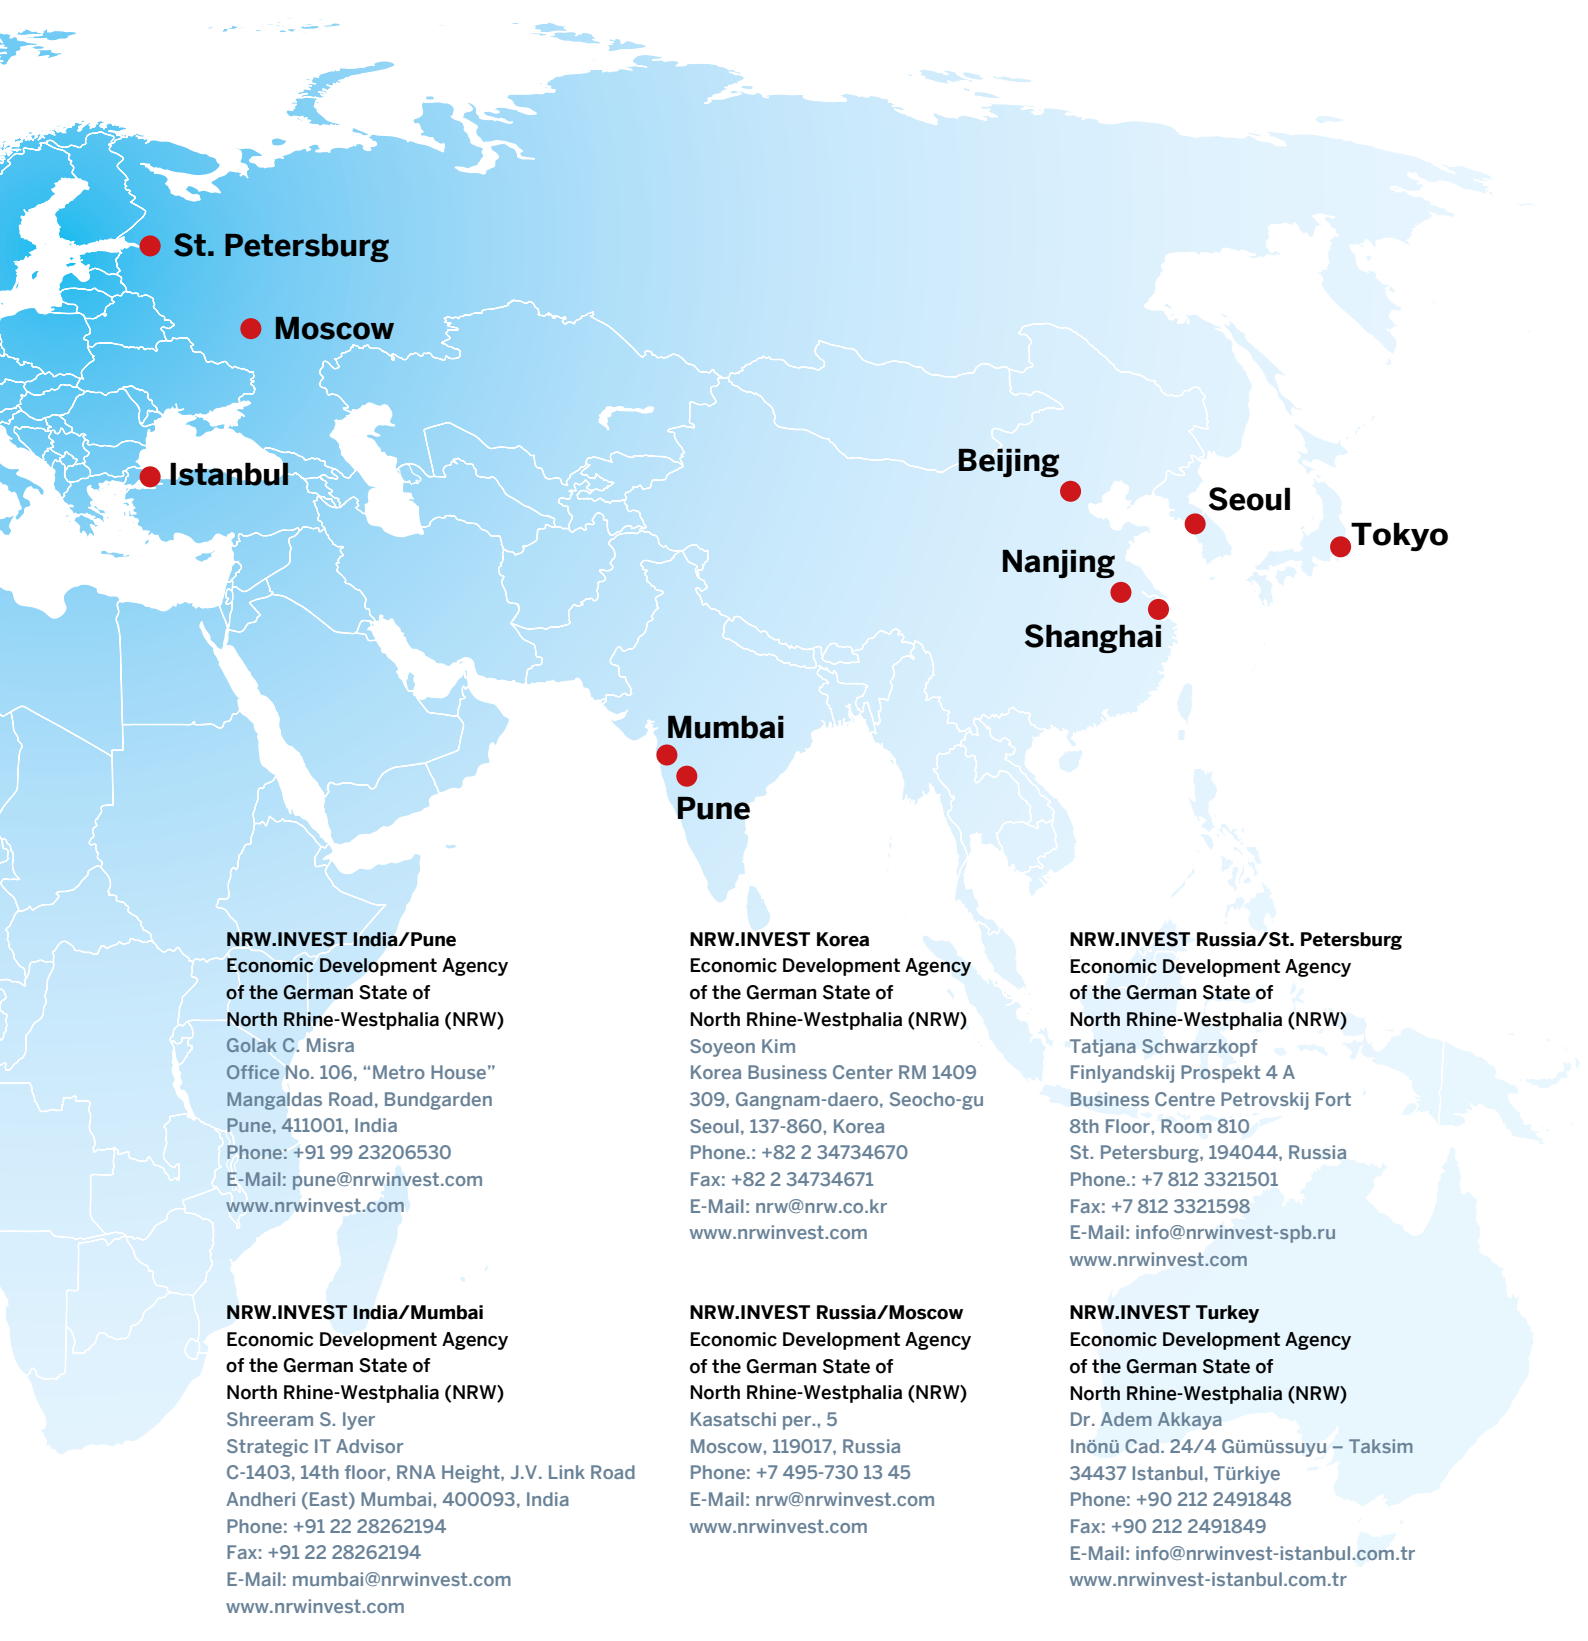 St. Petersburg
Moscow
Istanbul
Beijing
Seoul
Tokyo
Nanjing
Shanghai
Mumbai
Pune
NRW.INVEST India/Pune
Economic Development Agency
of the German State of
North Rhine-Westphalia (NRW)
Golak C. Misra
Office No. 106, “Metro House”
Mangaldas Road, Bundgarden
Pune, 411001, India
Phone: +91 99 23206530
E-Mail: pune@nrwinvest.com
www.nrwinvest.com
NRW.INVEST India/Mumbai
Economic Development Agency
of the German State of
North Rhine-Westphalia (NRW)
Shreeram S. Iyer
Strategic IT Advisor
C-1403, 14th floor, RNA Height, J.V. Link Road
Andheri (East) Mumbai, 400093, India
Phone: +91 22 28262194
Fax: +91 22 28262194
E-Mail: mumbai@nrwinvest.com
www.nrwinvest.com
NRW.INVEST Korea
Economic Development Agency
of the German State of
North Rhine-Westphalia (NRW)
Soyeon Kim
Korea Business Center RM 1409
309, Gangnam-daero, Seocho-gu
Seoul, 137-860, Korea
Phone.: +82 2 34734670
Fax: +82 2 34734671
E-Mail: nrw@nrw.co.kr
www.nrwinvest.com
NRW.INVEST Russia/Moscow
Economic Development Agency
of the German State of
North Rhine-Westphalia (NRW)
Kasatschi per., 5
Moscow, 119017, Russia
Phone: +7 495-730 13 45
E-Mail: nrw@nrwinvest.com
www.nrwinvest.com
NRW.INVEST Russia/St. Petersburg
Economic Development Agency
of the German State of
North Rhine-Westphalia (NRW)
Tatjana Schwarzkopf
Finlyandskij Prospekt 4 A
Business Centre Petrovskij Fort
8th Floor, Room 810
St. Petersburg, 194044, Russia
Phone.: +7 812 3321501
Fax: +7 812 3321598
E-Mail: info@nrwinvest-spb.ru
www.nrwinvest.com
NRW.INVEST Turkey
Economic Development Agency
of the German State of
North Rhine-Westphalia (NRW)
Dr. Adem Akkaya
Inönü Cad. 24/4 Gümüssuyu – Taksim
34437 Istanbul, Türkiye
Phone: +90 212 2491848
Fax: +90 212 2491849
E-Mail: info@nrwinvest-istanbul.com.tr
www.nrwinvest-istanbul.com.tr